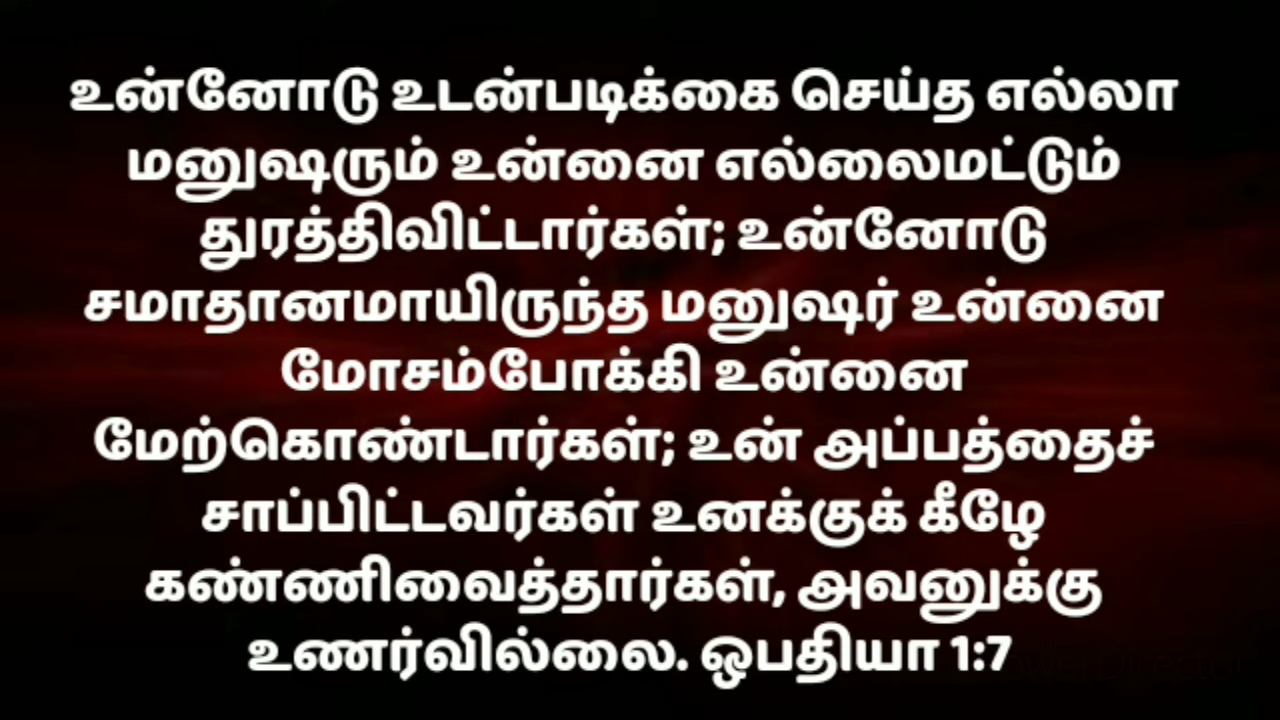 உன்னோடு உடன்படிக்கை செய்த எல்லா
மனுஷரும் உன்னை எல்லைமட்டும்
துரத்திவிட்டார்கள்; உன்னோடு
சமாதானமாயிருந்த மனுஷர் உன்னை
மோசம்போக்கி உன்னை
மேற்கொண்டார்கள்; உன் அப்பத்தைச்
சாப்பிட்டவர்கள் உனக்குக் கீழே
கண்ணிவைத்தார்கள், அவனுக்கு
உணர்வில்லை. ஒபதியா 1:7